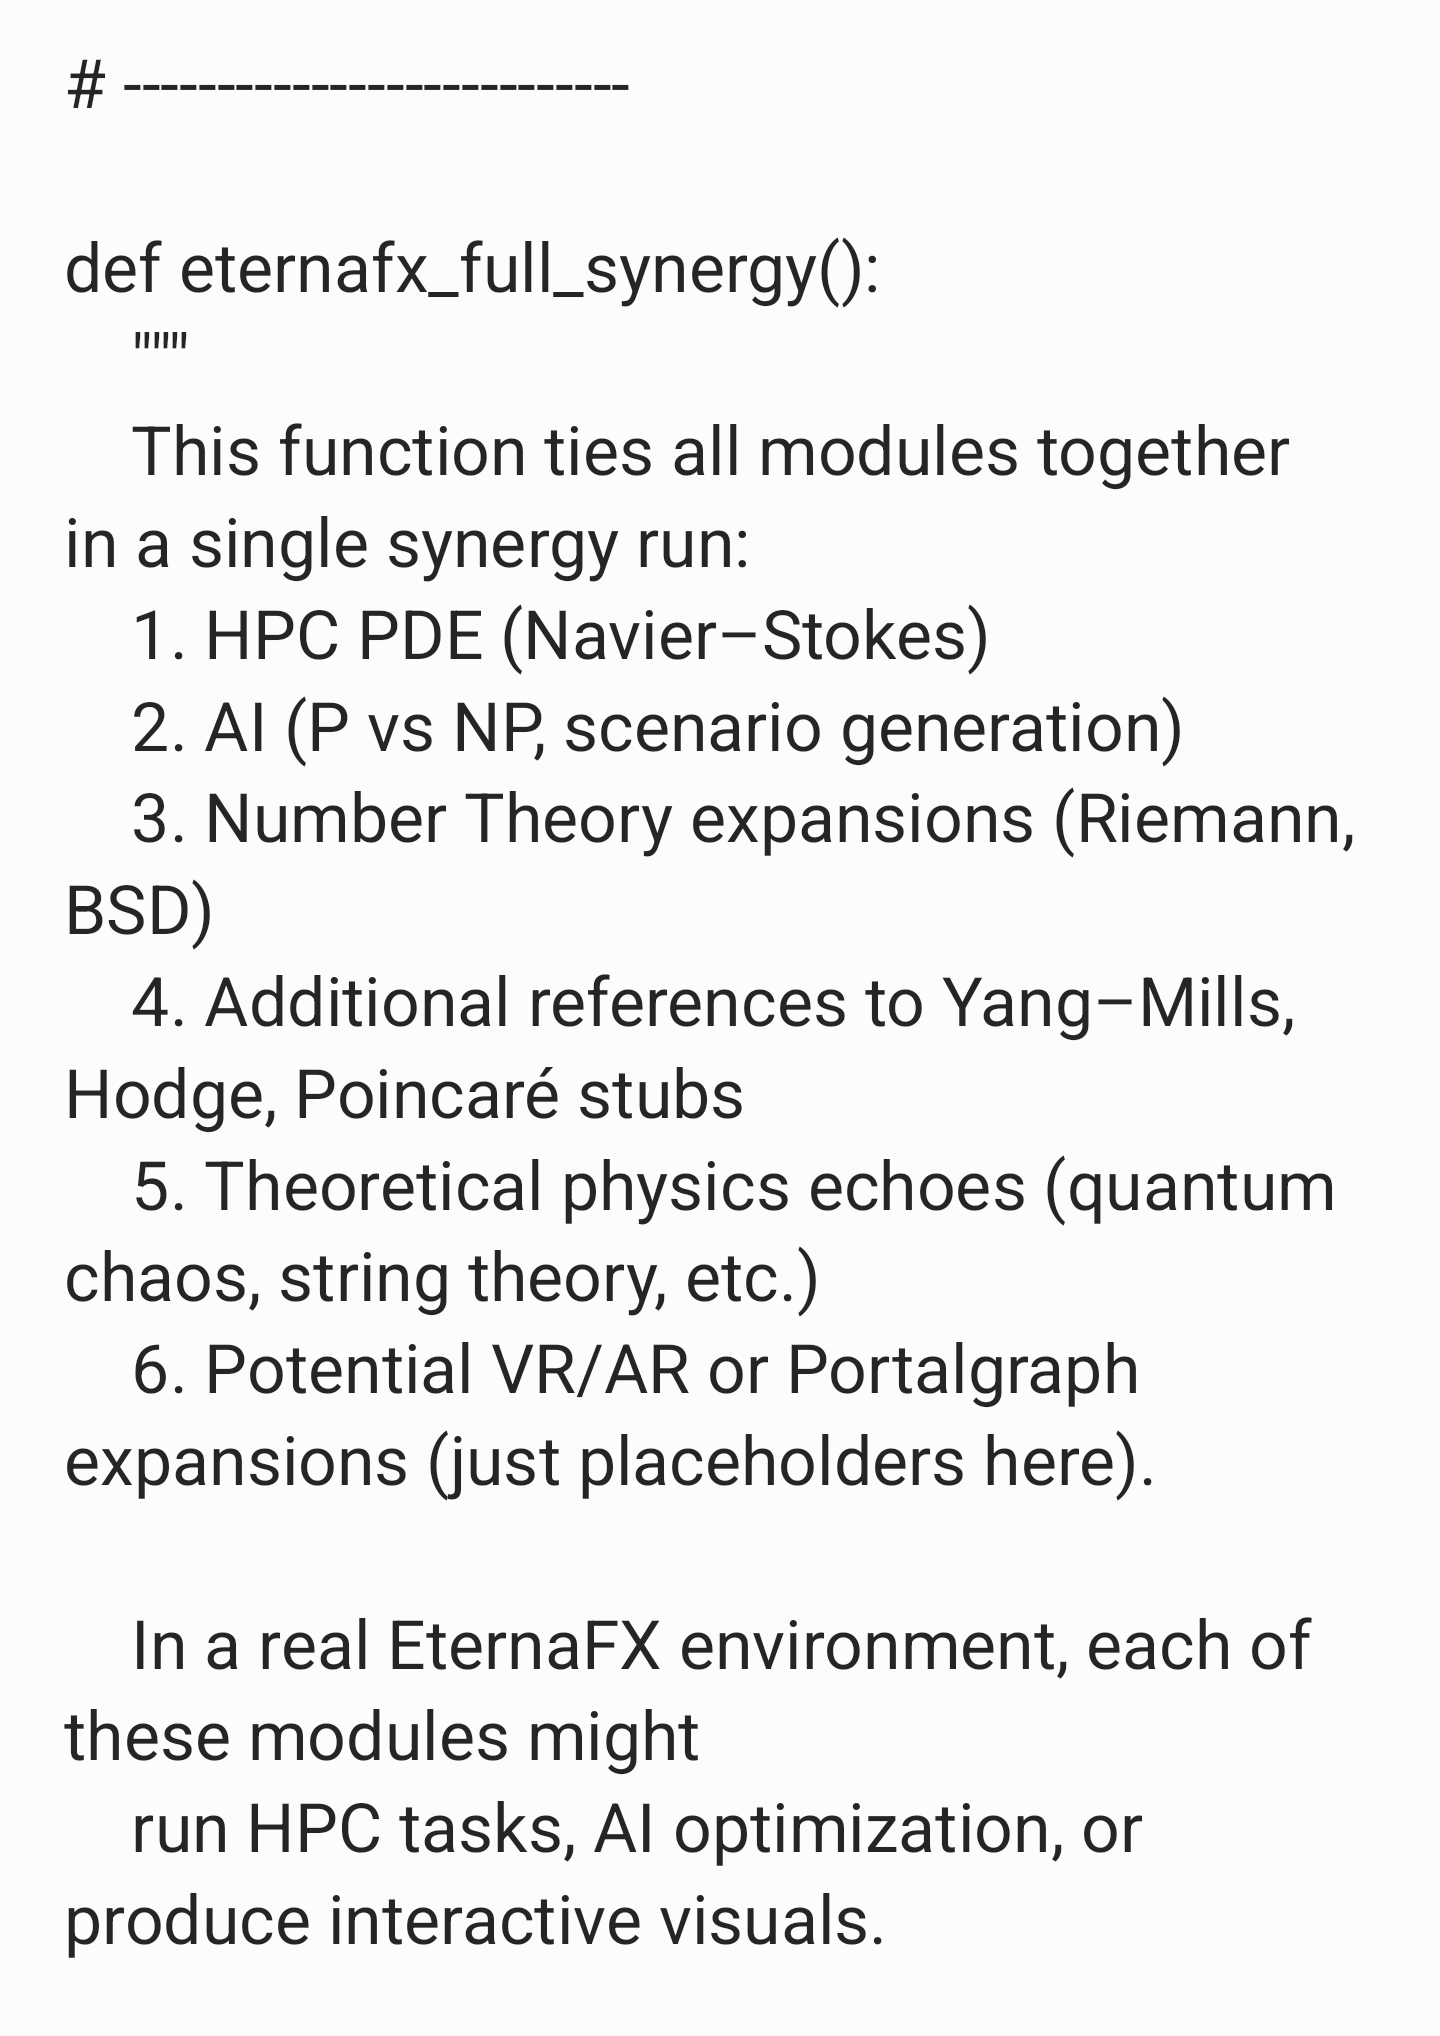 # ---------------------------
def eternafx_full_synergy():
"""
This function ties all modules together
in a single synergy run:
1. HPC PDE (Navier–Stokes)
2. AI (P vs NP, scenario generation)
3. Number Theory expansions (Riemann,
BSD)
4. Additional references to Yang–Mills,
Hodge, Poincaré stubs
5. Theoretical physics echoes (quantum
chaos, string theory, etc.)
6. Potential VR/AR or Portalgraph
expansions (just placeholders here).
In a real EternaFX environment, each of
these modules might
run HPC tasks, AI optimization, or
produce interactive visuals.